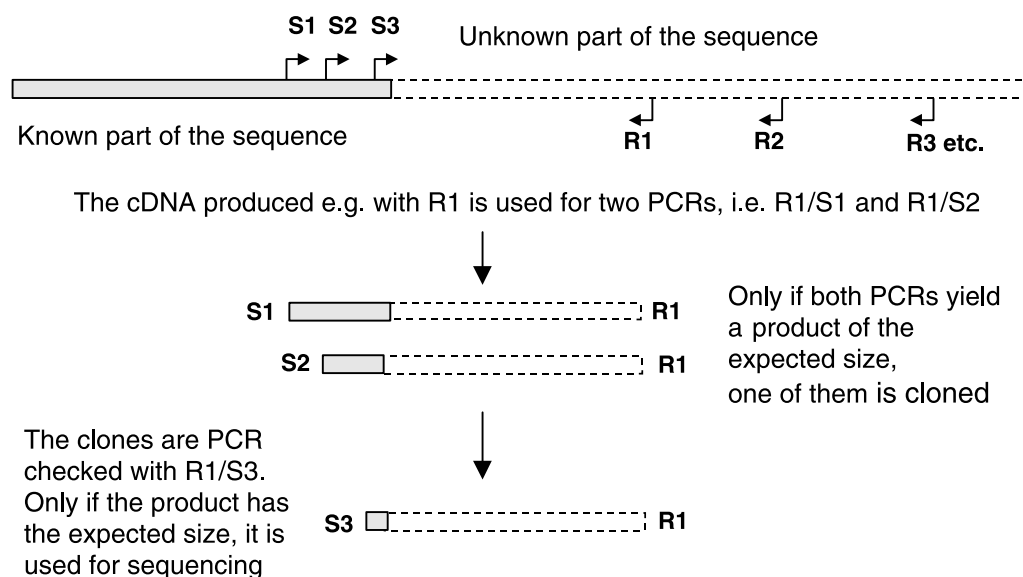 S1 S2 S3
Unknown part of the sequence
Known part of the sequence
R1 R2 R3 etc.
The cDNA produced e.g. with R1 is used for two PCRs, i.e. R1/S1 and R1/S2
S1 R1
S2 R1
Only if both PCRs yield
a product of the
expected size,
one of them is cloned
The clones are PCR
checked with R1/S3.
Only if the product has
the expected size, it is
used for sequencing
S3 R1